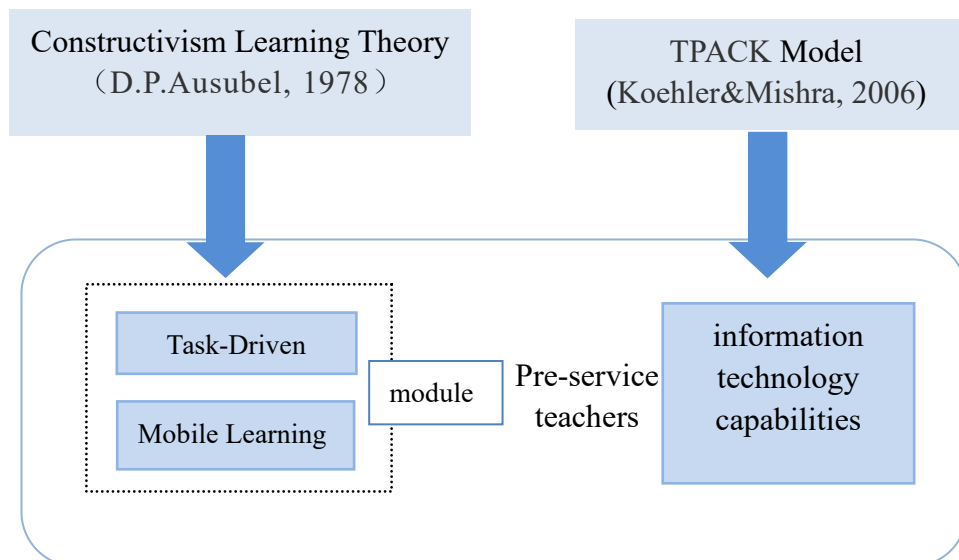 Constructivism Learning Theory
（D.P.Ausubel, 1978）
TPACK Model
(Koehler&Mishra, 2006)
Task-Driven
Mobile Learning
module
Pre-service
teachers
information
technology
capabilities